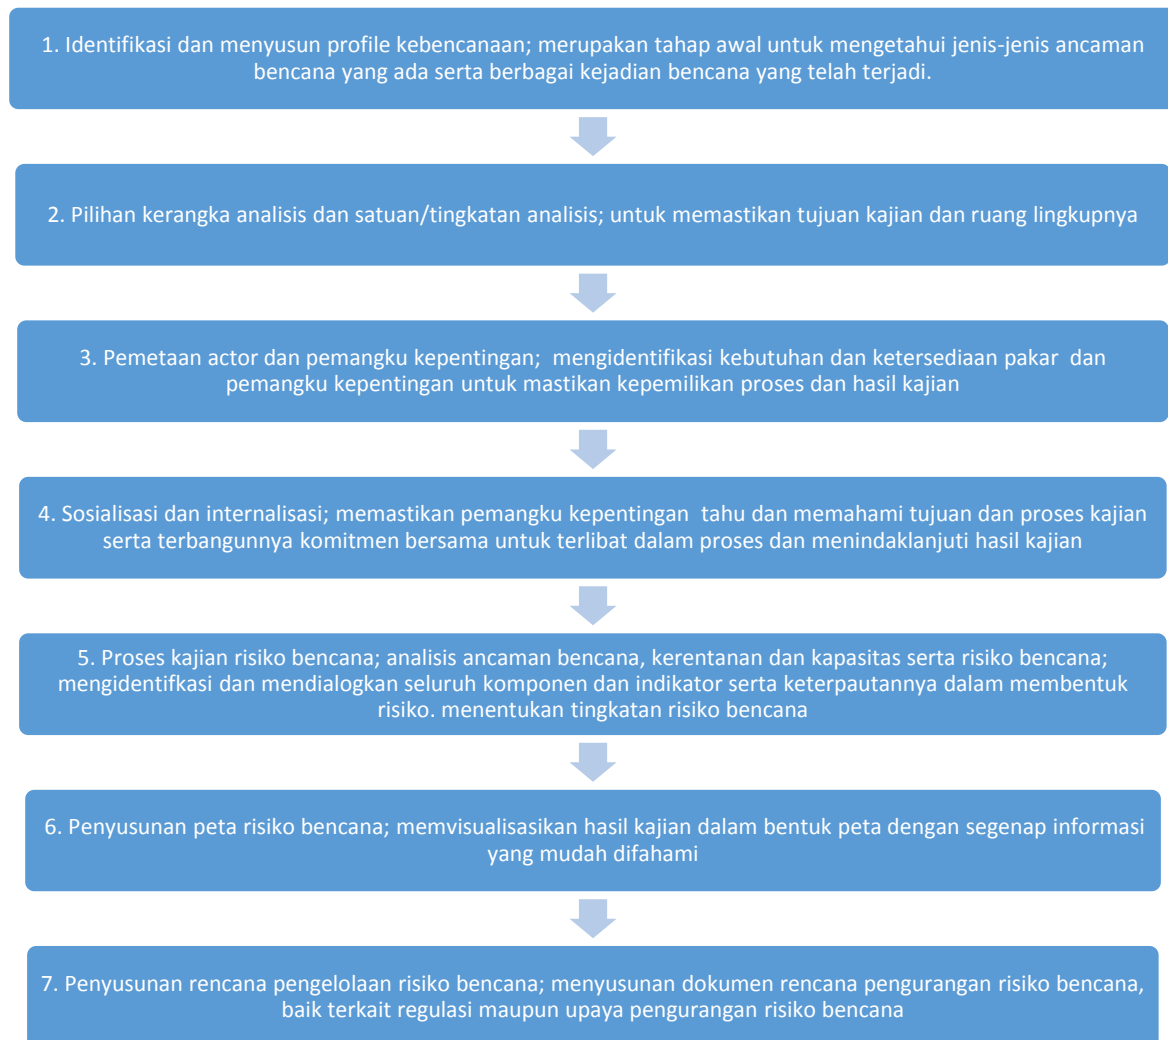 1. Identifikasi dan menyusun profile kebencanaan; merupakan tahap awal untuk mengetahui jenis-jenis ancaman
bencana yang ada serta berbagai kejadian bencana yang telah terjadi.
2. Pilihan kerangka analisis dan satuan/tingkatan analisis; untuk memastikan tujuan kajian dan ruang lingkupnya
3. Pemetaan actor dan pemangku kepentingan; mengidentifikasi kebutuhan dan ketersediaan pakar dan
pemangku kepentingan untuk mastikan kepemilikan proses dan hasil kajian
4. Sosialisasi dan internalisasi; memastikan pemangku kepentingan tahu dan memahami tujuan dan proses kajian
serta terbangunnya komitmen bersama untuk terlibat dalam proses dan menindaklanjuti hasil kajian
5. Proses kajian risiko bencana; analisis ancaman bencana, kerentanan dan kapasitas serta risiko bencana;
mengidentifkasi dan mendialogkan seluruh komponen dan indikator serta keterpautannya dalam membentuk
risiko. menentukan tingkatan risiko bencana
6. Penyusunan peta risiko bencana; memvisualisasikan hasil kajian dalam bentuk peta dengan segenap informasi
yang mudah difahami
7. Penyusunan rencana pengelolaan risiko bencana; menyusunan dokumen rencana pengurangan risiko bencana,
baik terkait regulasi maupun upaya pengurangan risiko bencana